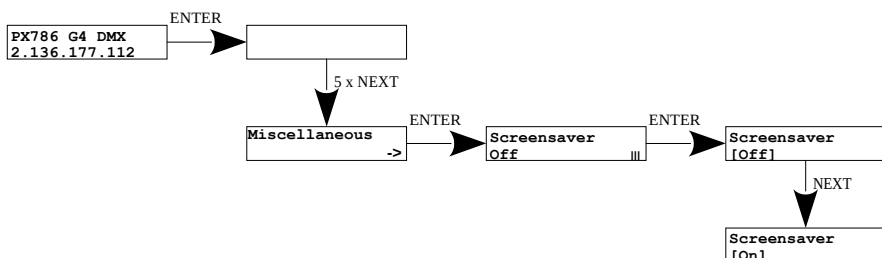 ENTER
PX786 G4 DMX
2.136.177.112
5 x NEXT
Miscellaneous
->
ENTER
Screensaver
Off |||
ENTER
Screensaver
[Off]
NEXT
Screensaver
[On]